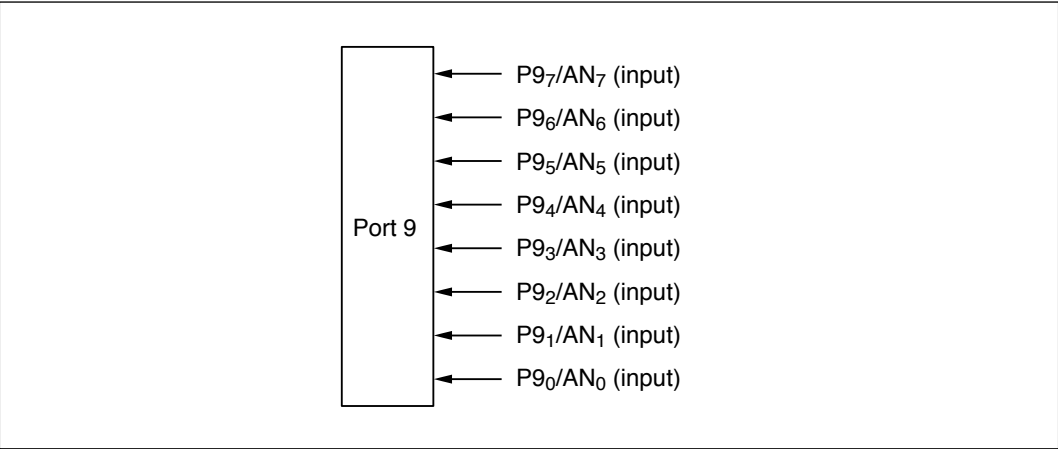 P9₇/AN₇ (input)
P9₆/AN₆ (input)
P9₅/AN₅ (input)
P9₄/AN₄ (input)
Port 9
P9₃/AN₃ (input)
P9₂/AN₂ (input)
P9₁/AN₁ (input)
P9₀/AN₀ (input)